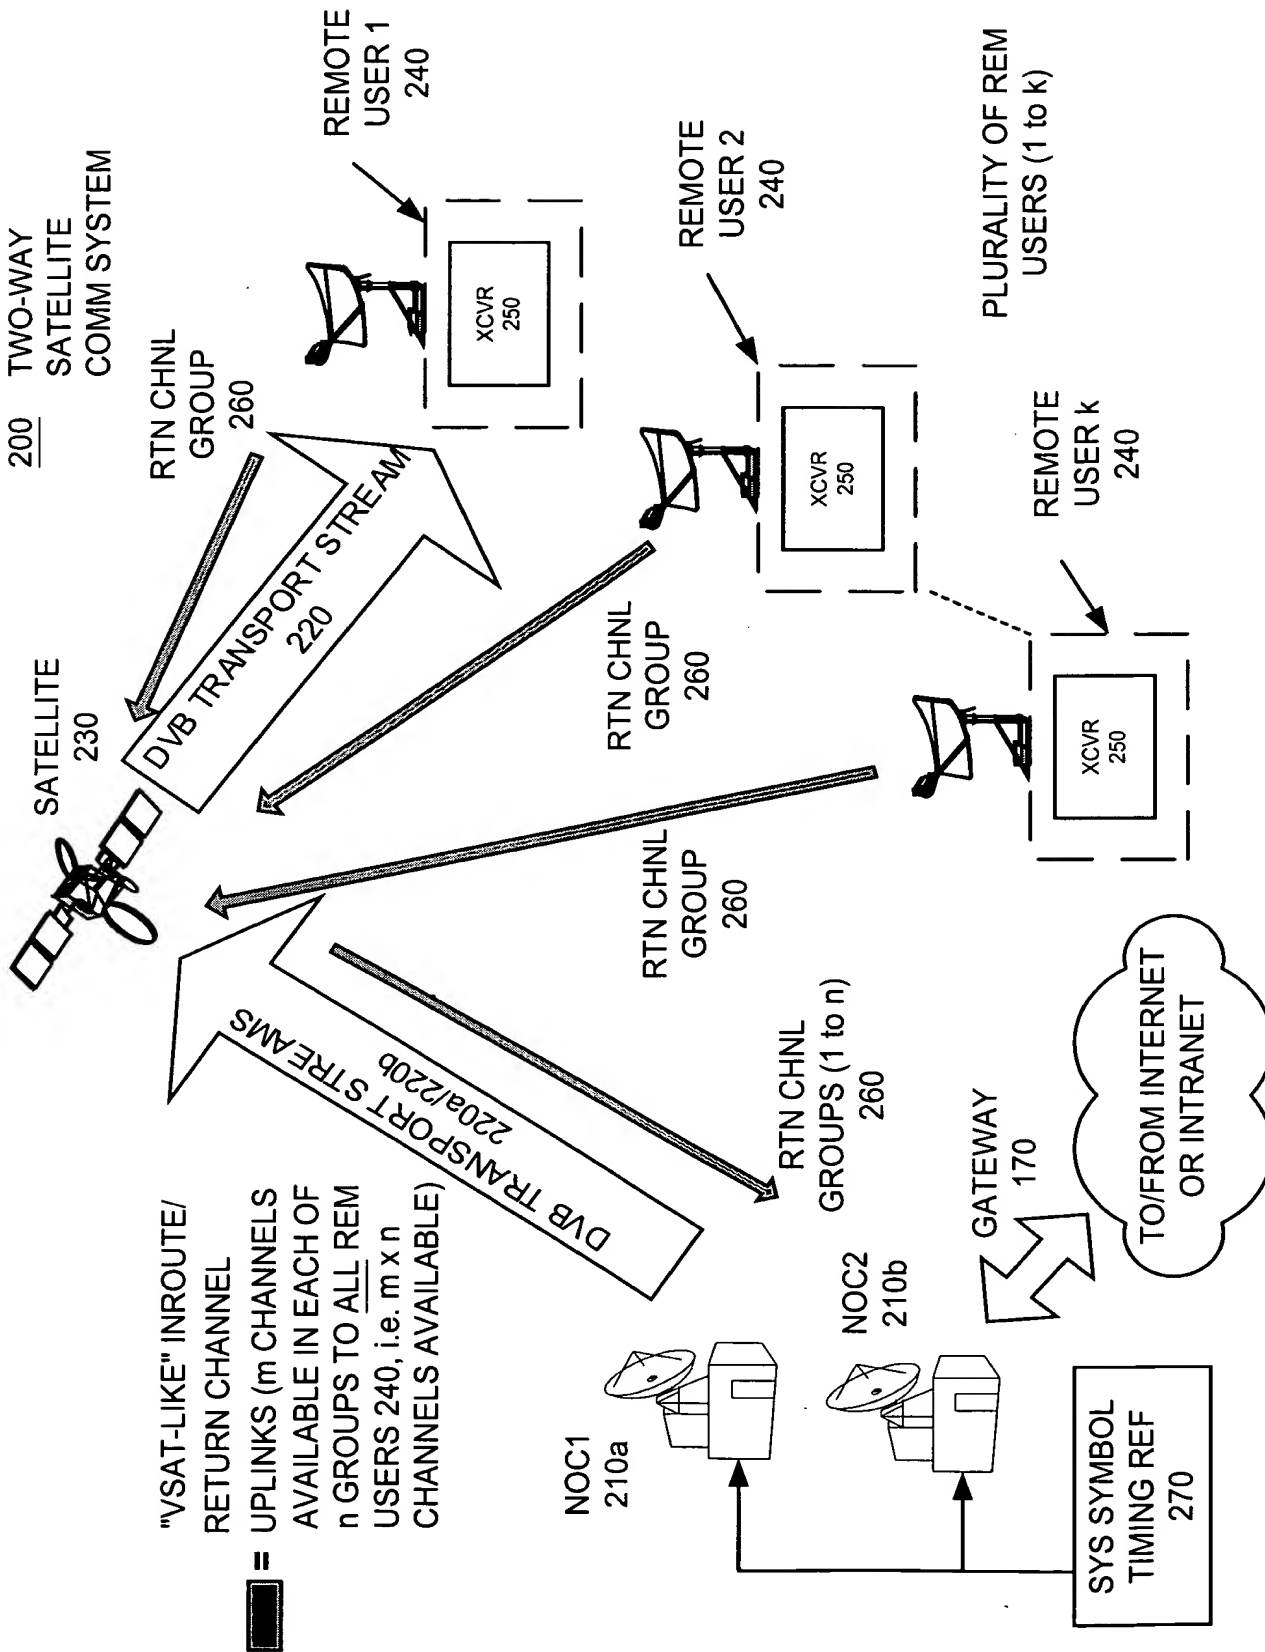 200 TWO-WAY
SATELLITE
COMM SYSTEM
"VSAT-LIKE" INROUTE/
RETURN CHANNEL
= UPLINKS (m CHANNELS
AVAILABLE IN EACH OF
n GROUPS TO ALL REM
USERS 240, i.e. m x n
CHANNELS AVAILABLE)
SATELLITE
230
RTN CHNL
GROUP
260
DVB TRANSPORT STREAM
220
REMOTE
USER 1
240
XCVR
250
DVB TRANSPORT STREAMS
220a/220b
RTN CHNL
GROUP
260
REMOTE
USER 2
240
XCVR
250
RTN CHNL
GROUP
260
PLURALITY OF REM
USERS (1 to k)
REMOTE
USER k
240
XCVR
250
NOC1
210a
NOC2
210b
RTN CHNL
GROUPS (1 to n)
260
GATEWAY
170
TO/FROM INTERNET
OR INTRANET
SYS SYMBOL
TIMING REF
270